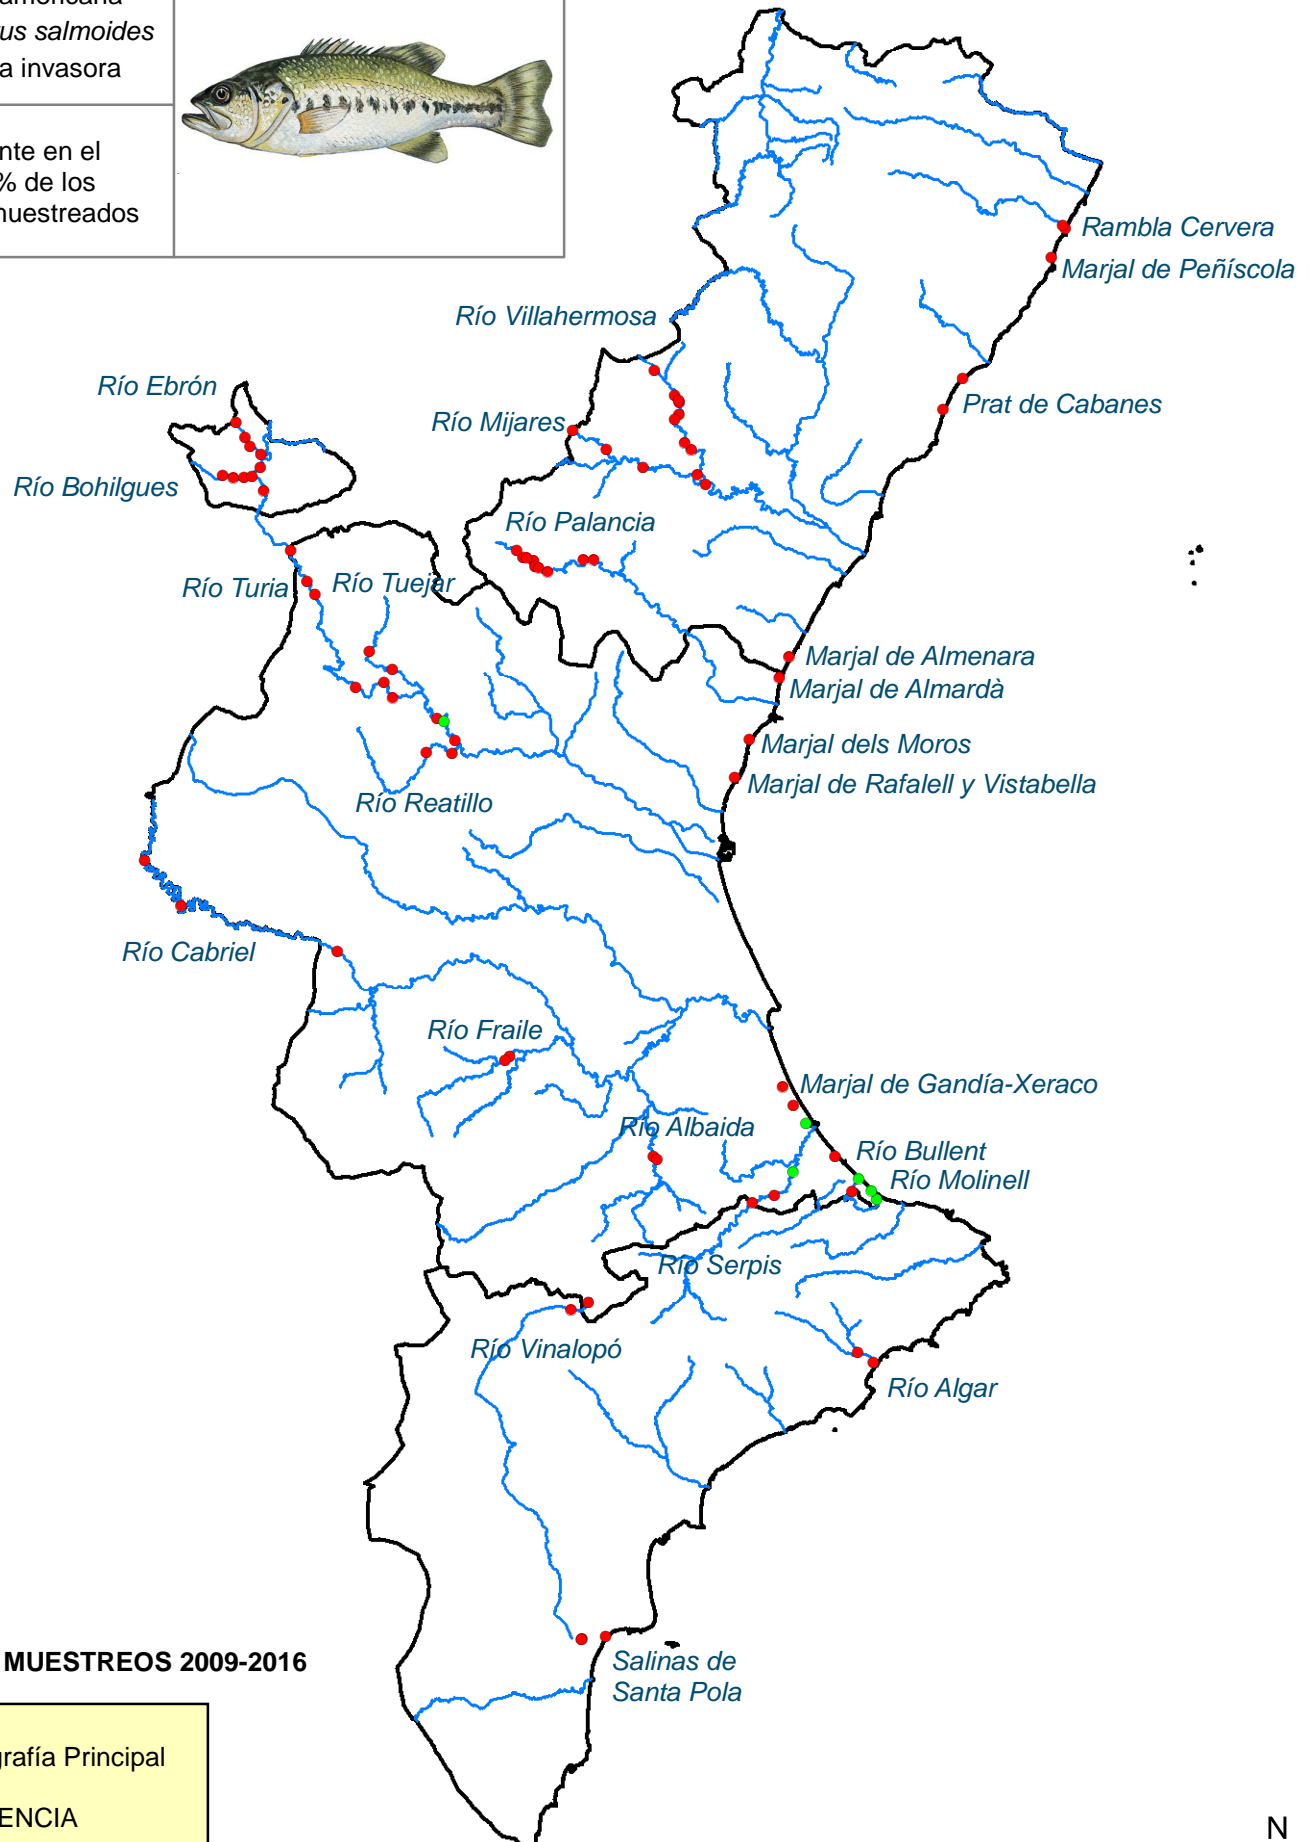 americana
us salmoides
a invasora
nte en el
% de los
nuestreados
Rambla Cervera
Marjal de Peñíscola
Río Villahermosa
Río Ebrón
Prat de Cabanes
Río Mijares
Río Bohilgues
Río Palancia
Río Turia
Río Tuejar
Marjal de Almenara
Marjal de Almardà
Marjal dels Moros
Marjal de Rafalell y Vistabella
Río Reatillo
Río Cabriel
Río Fraile
Marjal de Gandía-Xeraco
Río Albaida
Río Bullent
Río Molinell
Río Serpis
Río Vinalopó
Río Algar
Salinas de
Santa Pola
MUESTREOS 2009-2016
grafía Principal
ENCIA
N